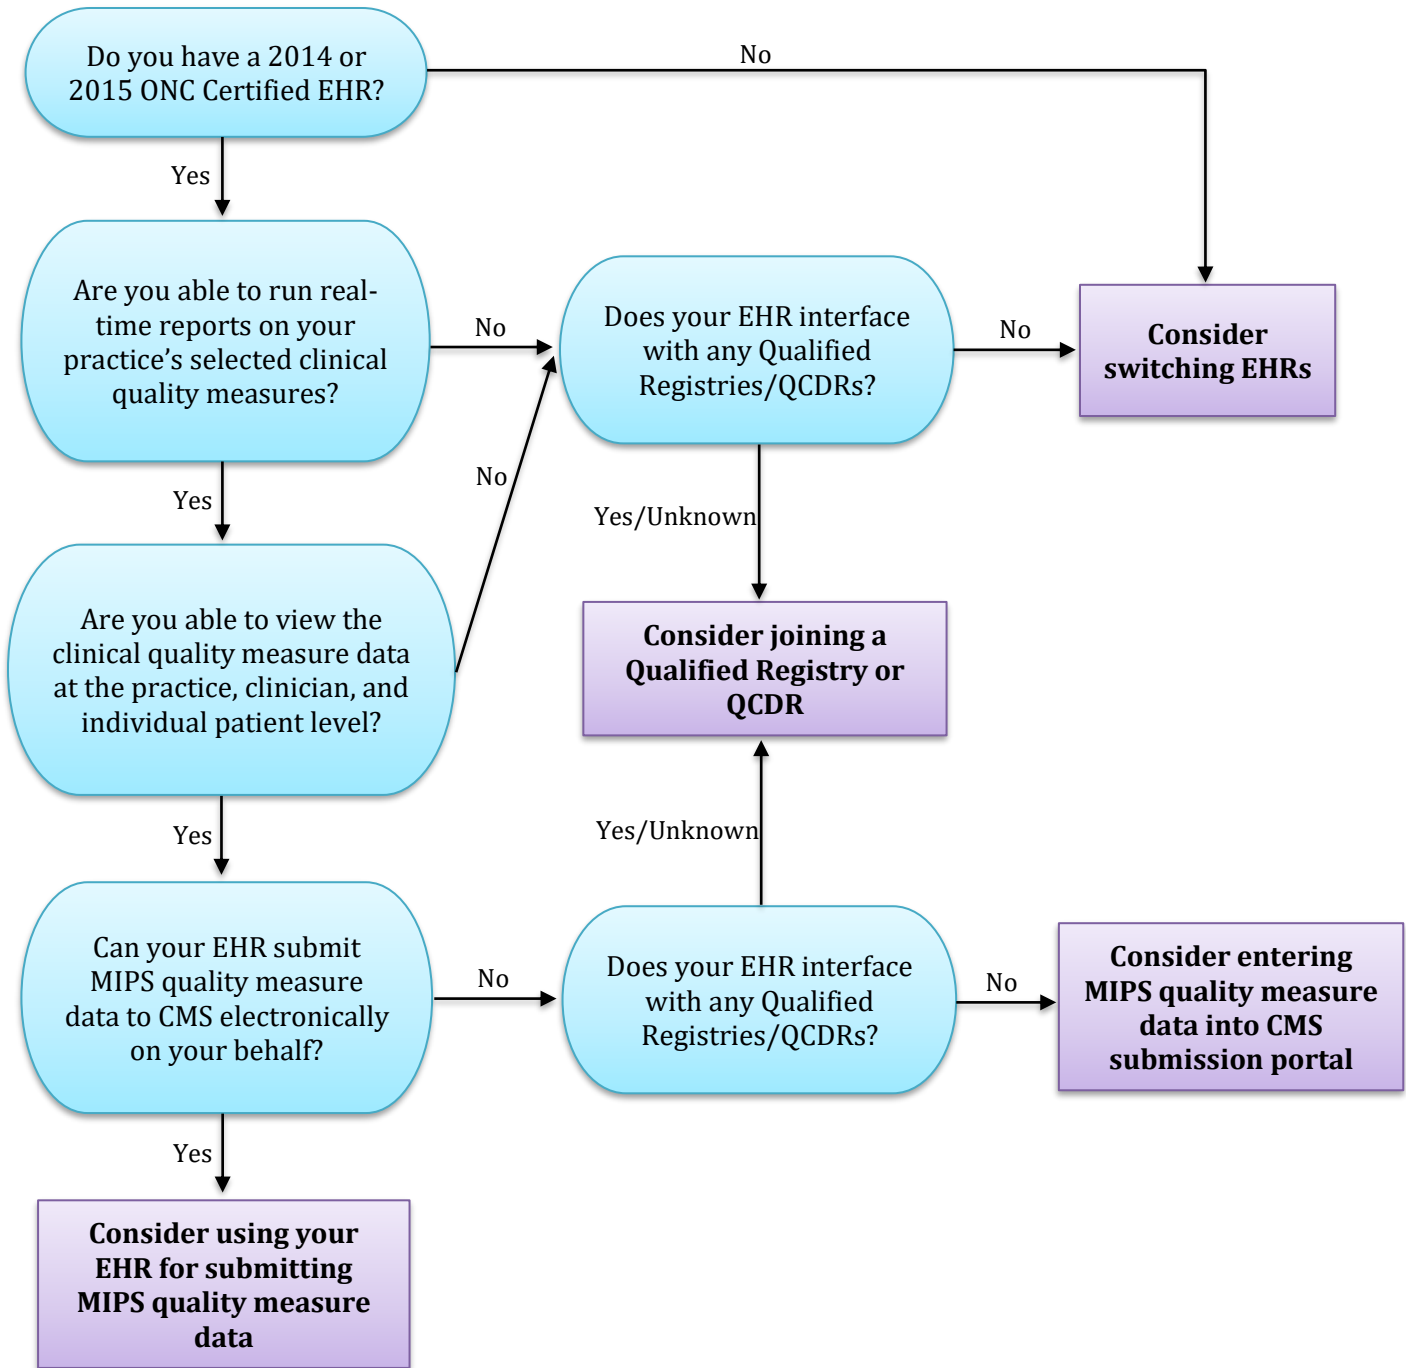 Do you have a 2014 or
2015 ONC Certified EHR?
No
Yes
Are you able to run real-
time reports on your
practice's selected clinical
quality measures?
No
Does your EHR interface
with any Qualified
Registries/QCDRs?
No
Consider
switching EHRs
Yes
No
Yes/Unknown
Are you able to view the
clinical quality measure data
at the practice, clinician, and
individual patient level?
Consider joining a
Qualified Registry or
QCDR
Yes
Yes/Unknown
Can your EHR submit
MIPS quality measure
data to CMS electronically
on your behalf?
No
Does your EHR interface
with any Qualified
Registries/QCDRs?
No
Consider entering
MIPS quality measure
data into CMS
submission portal
Yes
Consider using your
EHR for submitting
MIPS quality measure
data